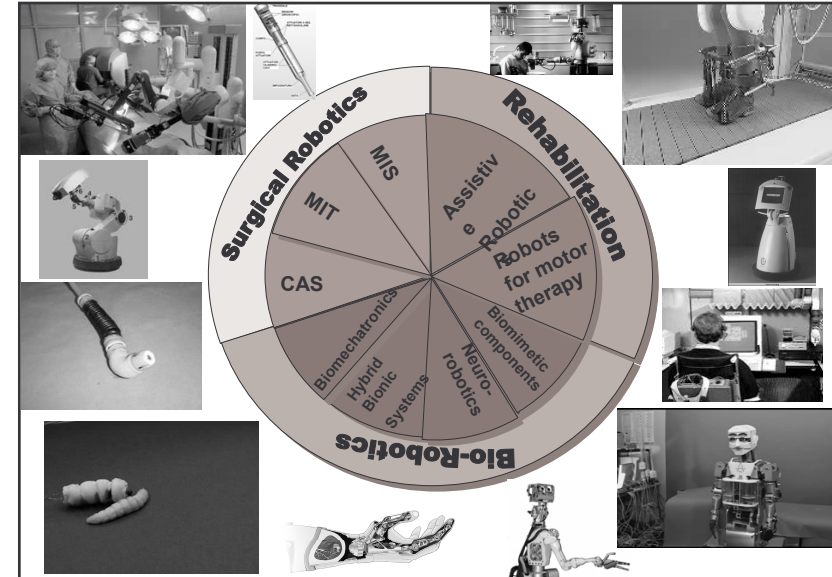 Surgical Robotics
Rehabilitation
MIS
MIT
CAS
Assistiv
e
Robotic
s
Robots
for motor
therapy
Biomimetic
components
Neuro-
robotics
Hybrid
Bionic
Systems
Biomechatronics
Bio-Robotics